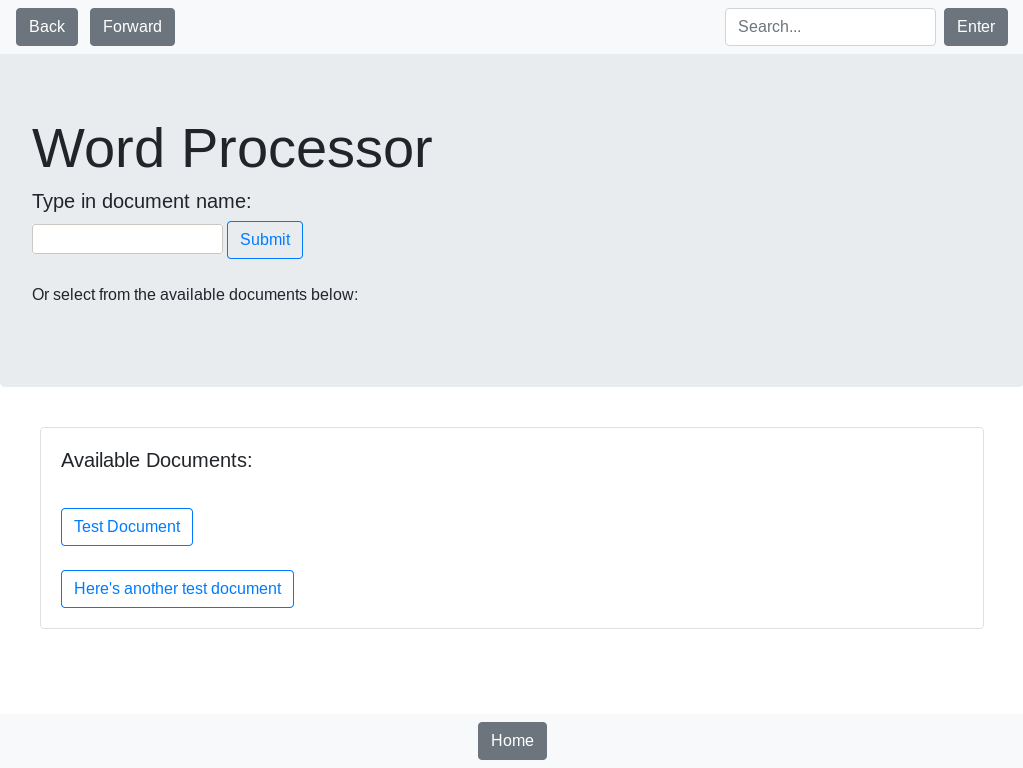 Back Forward Search... Enter
Word Processor
Type in document name:
Submit
Or select from the available documents below:
Available Documents:
Test Document
Here's another test document
Home